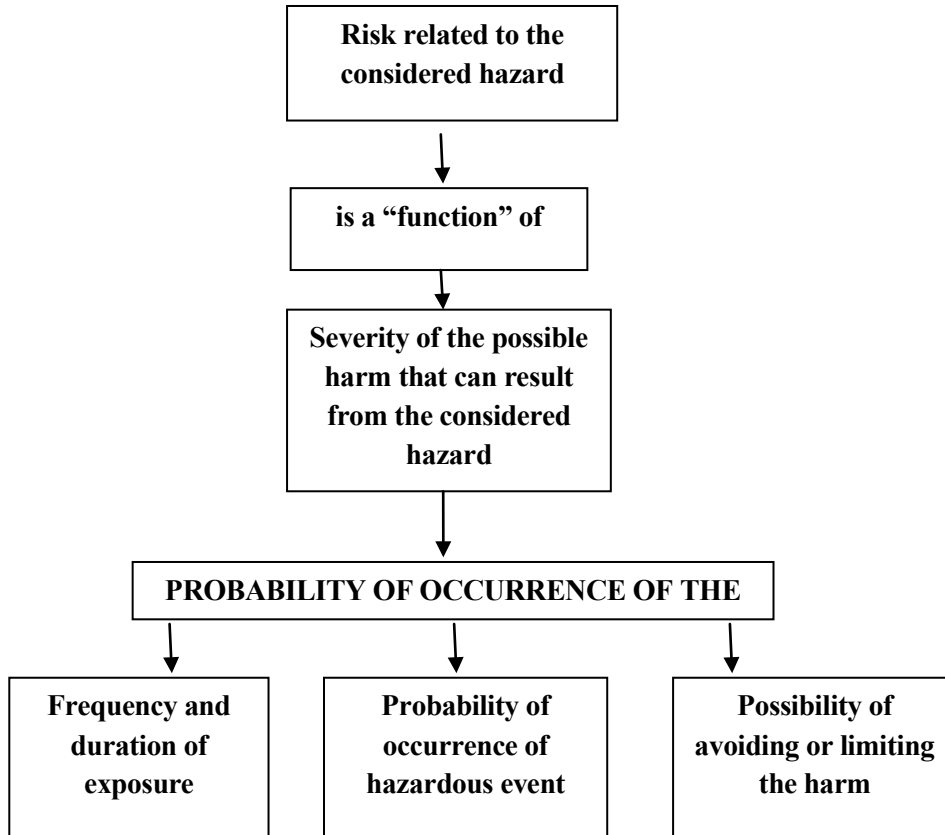 Risk related to the
considered hazard
is a “function” of
Severity of the possible
harm that can result
from the considered
hazard
PROBABILITY OF OCCURRENCE OF THE
Frequency and
duration of
exposure
Probability of
occurrence of
hazardous event
Possibility of
avoiding or limiting
the harm